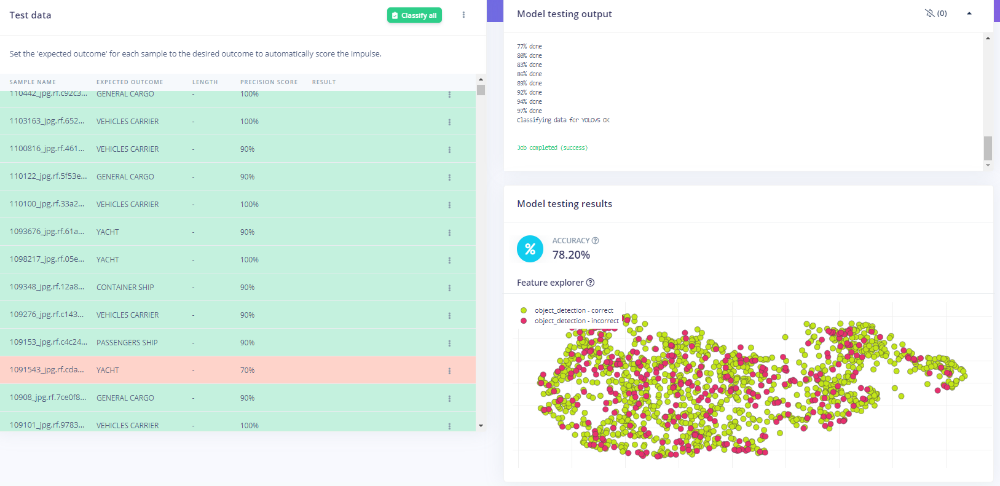 Test data
Classify all
Set the 'expected outcome' for each sample to the desired outcome to automatically score the impulse.
SAMPLE NAME EXPECTED OUTCOME LENGTH PRECISION SCORE RESULT
110442_jpg.rf.c92c3... GENERAL CARGO - 100%
1103163_jpg.rf.652... VEHICLES CARRIER - 100%
1100816_jpg.rf.461... VEHICLES CARRIER - 90%
110122_jpg.rf.5f53e... GENERAL CARGO - 90%
110100_jpg.rf.33a2... VEHICLES CARRIER - 100%
1093676_jpg.rf.61a... YACHT - 90%
1098217_jpg.rf.05e... YACHT - 100%
109348_jpg.rf.12a8... CONTAINER SHIP - 90%
109276_jpg.rf.c143... VEHICLES CARRIER - 90%
109153_jpg.rf.c4c24... PASSENGERS SHIP - 90%
1091543_jpg.rf.cda... YACHT - 70%
10908_jpg.rf.7ce0f8... GENERAL CARGO - 90%
109101_jpg.rf.9783... VEHICLES CARRIER - 100%
Model testing output
(0)
77% done
80% done
83% done
86% done
89% done
92% done
94% done
97% done
Classifying data for YOLOv5 OK
Job completed (success)
Model testing results
%
ACCURACY ?
78.20%
Feature explorer ?
object_detection - correct
object_detection - incorrect